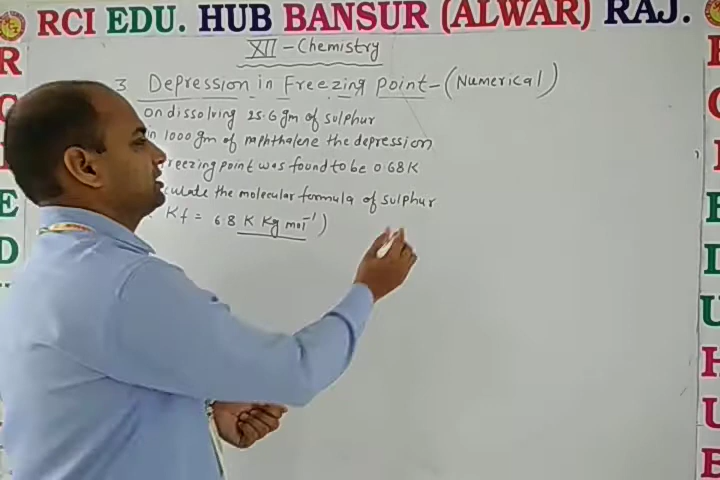 RCI EDU. HUB BANSUR (ALWAR) RAJ.
XII - Chemistry
3 Depression in Freezing point - (Numerical)
on dissolving 25.6 gm of sulphur
in 1000 gm of naphthalene the depression
reezing point was found to be 0.68K
culate the molecular formula of sulphur
Kf = 6.8 K Kg mol⁻¹)
R
C
I
E
D
R
C
I
E
D
U
H
U
B